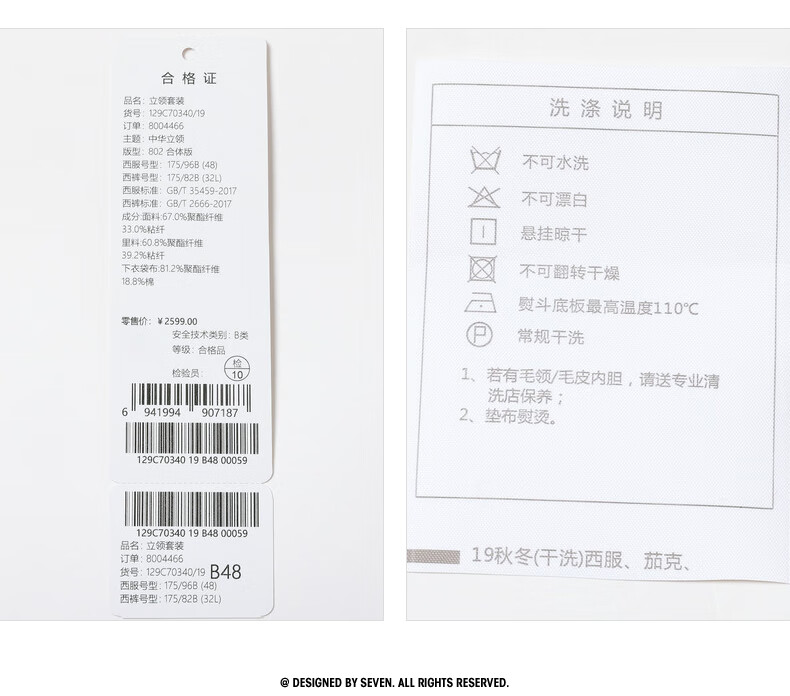 合格证
品名：立领套装
货号：129C70340/19
订单：8004466
主题：中华立领
版型：802 合体版
西服号型：175/96B (48)
西裤号型：175/82B (32L)
西服标准：GB/T 35459-2017
西裤标准：GB/T 2666-2017
成分:面料:67.0%聚酯纤维
33.0%粘纤
里料:60.8%聚酯纤维
39.2%粘纤
下衣袋布:81.2%聚酯纤维
18.8%棉
零售价：¥2599.00
安全技术类别：B类
等级：合格品
检验员：
检
10
6 941994 907187
129C70340 19 B48 00059
129C70340 19 B48 00059
品名：立领套装
订单：8004466
货号：129C70340/19 B48
西服号型：175/96B (48)
西裤号型：175/82B (32L)
洗涤说明
不可水洗
不可漂白
悬挂晾干
不可翻转干燥
熨斗底板最高温度110℃
P 常规干洗
1、若有毛领/毛皮内胆，请送专业清
洗店保养；
2、垫布熨烫。
19秋冬(干洗)西服、茄克、
@ DESIGNED BY SEVEN. ALL RIGHTS RESERVED.